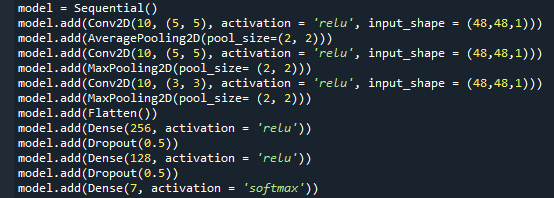 model = Sequential()
model.add(Conv2D(10, (5, 5), activation = 'relu', input_shape = (48,48,1)))
model.add(AveragePooling2D(pool_size=(2, 2)))
model.add(Conv2D(10, (5, 5), activation = 'relu', input_shape = (48,48,1)))
model.add(MaxPooling2D(pool_size= (2, 2)))
model.add(Conv2D(10, (3, 3), activation = 'relu', input_shape = (48,48,1)))
model.add(MaxPooling2D(pool_size= (2, 2)))
model.add(Flatten())
model.add(Dense(256, activation = 'relu'))
model.add(Dropout(0.5))
model.add(Dense(128, activation = 'relu'))
model.add(Dropout(0.5))
model.add(Dense(7, activation = 'softmax'))